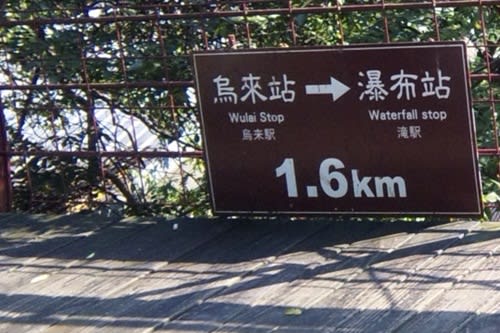 烏來站 → 瀑布站
Wulai Stop Waterfall stop
烏来駅 滝駅
1.6km